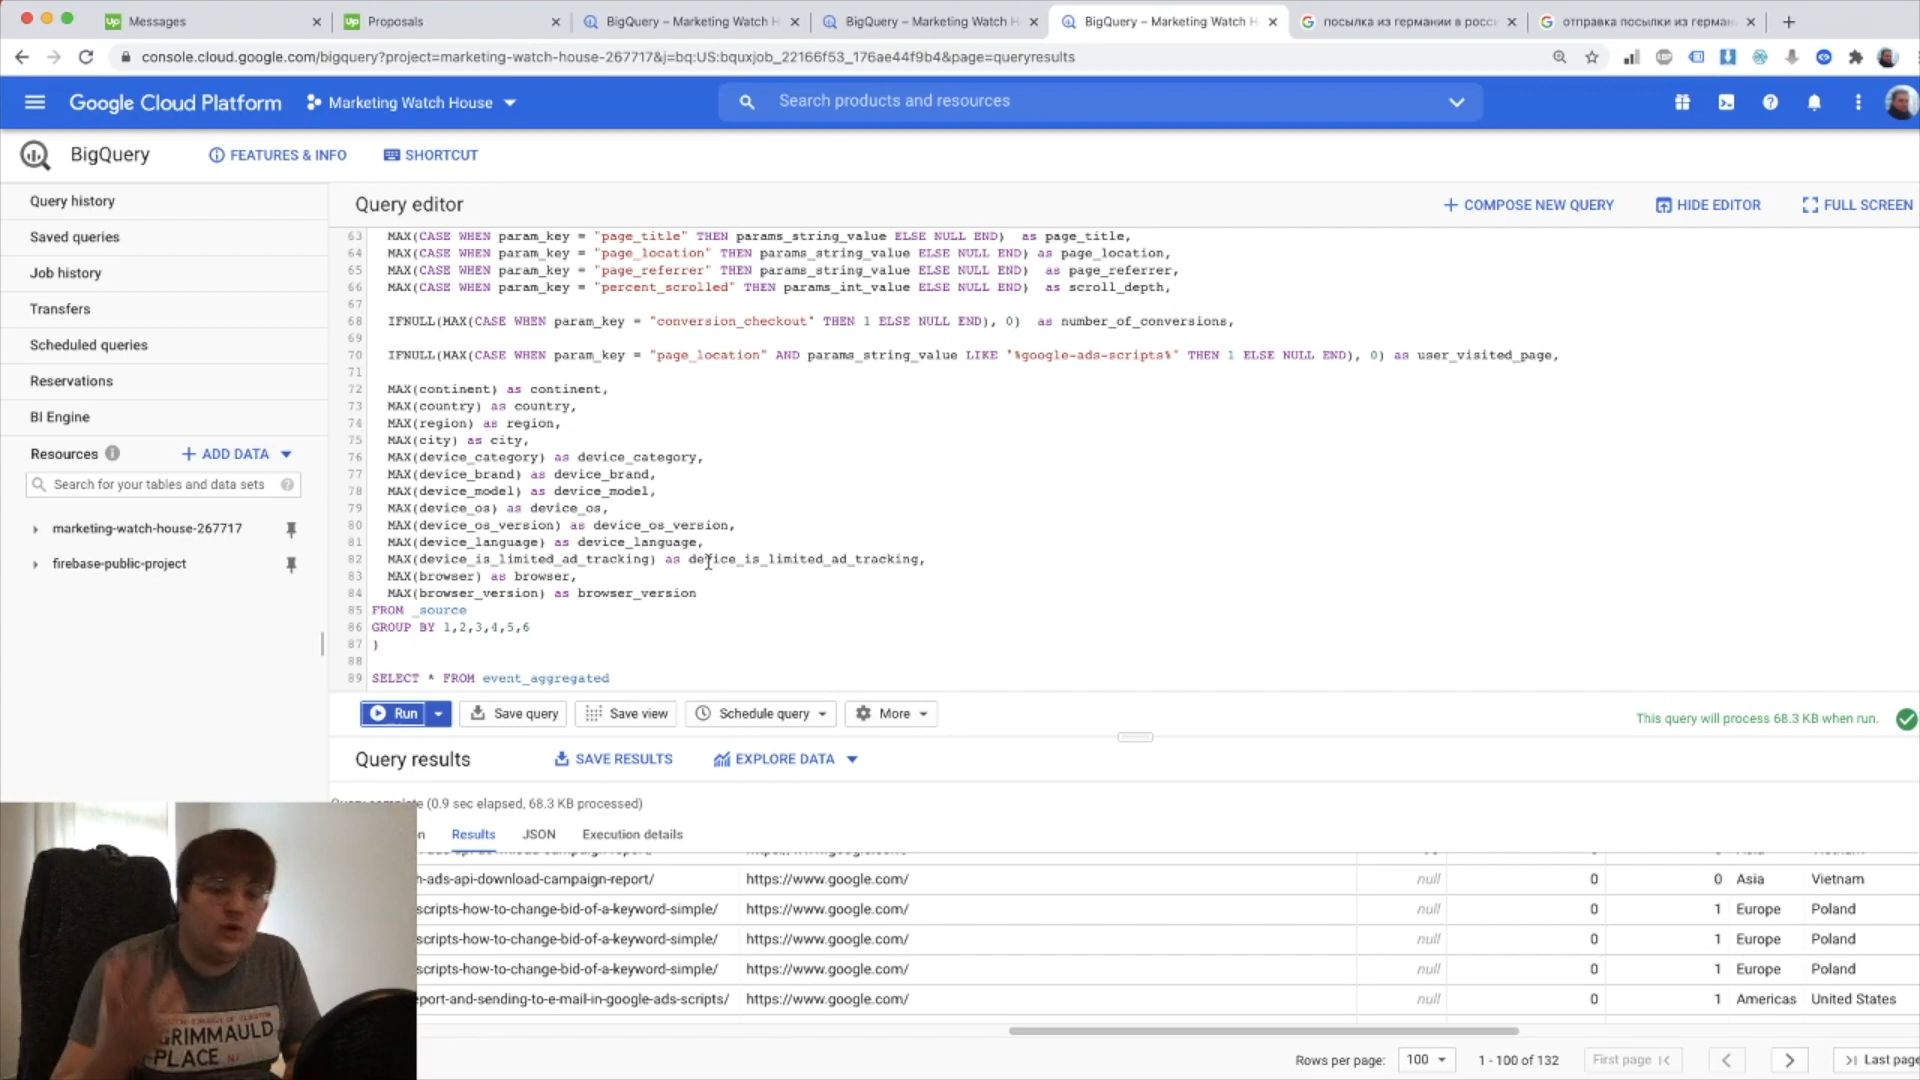 Messages
Proposals
BigQuery – Marketing Watch H
BigQuery – Marketing Watch H
BigQuery – Marketing Watch H
посылка из германии в росс
отправка посылки из герман
console.cloud.google.com/bigquery?project=marketing-watch-house-267717&j=bq:US:bquxjob_22166f53_176ae44f9b4&page=queryresults
Google Cloud Platform
Marketing Watch House
Search products and resources
BigQuery
FEATURES & INFO
SHORTCUT
Query history
Saved queries
Job history
Transfers
Scheduled queries
Reservations
BI Engine
Resources
+ ADD DATA
Search for your tables and data sets
marketing-watch-house-267717
firebase-public-project
Query editor
+ COMPOSE NEW QUERY
HIDE EDITOR
FULL SCREEN
63 MAX(CASE WHEN param_key = "page_title" THEN params_string_value ELSE NULL END)  as page_title,
64 MAX(CASE WHEN param_key = "page_location" THEN params_string_value ELSE NULL END) as page_location,
65 MAX(CASE WHEN param_key = "page_referrer" THEN params_string_value ELSE NULL END)  as page_referrer,
66 MAX(CASE WHEN param_key = "percent_scrolled" THEN params_int_value ELSE NULL END)  as scroll_depth,
67
68 IFNULL(MAX(CASE WHEN param_key = "conversion_checkout" THEN 1 ELSE NULL END), 0)  as number_of_conversions,
69
70 IFNULL(MAX(CASE WHEN param_key = "page_location" AND params_string_value LIKE '%google-ads-scripts%" THEN 1 ELSE NULL END), 0) as user_visited_page,
71
72 MAX(continent) as continent,
73 MAX(country) as country,
74 MAX(region) as region,
75 MAX(city) as city,
76 MAX(device_category) as device_category,
77 MAX(device_brand) as device_brand,
78 MAX(device_model) as device_model,
79 MAX(device_os) as device_os,
80 MAX(device_os_version) as device_os_version,
81 MAX(device_language) as device_language,
82 MAX(device_is_limited_ad_tracking) as device_is_limited_ad_tracking,
83 MAX(browser) as browser,
84 MAX(browser_version) as browser_version
85 FROM _source
86 GROUP BY 1,2,3,4,5,6
87 )
88
89 SELECT * FROM event_aggregated
Run
Save query
Save view
Schedule query
More
This query will process 68.3 KB when run.
Query results
SAVE RESULTS
EXPLORE DATA
(0.9 sec elapsed, 68.3 KB processed)
Results
JSON
Execution details
-ads-api-download-campaign-report/ https://www.google.com/ null 0 0 Asia Vietnam
scripts-how-to-change-bid-of-a-keyword-simple/ https://www.google.com/ null 0 1 Europe Poland
scripts-how-to-change-bid-of-a-keyword-simple/ https://www.google.com/ null 0 1 Europe Poland
scripts-how-to-change-bid-of-a-keyword-simple/ https://www.google.com/ null 0 1 Europe Poland
port-and-sending-to-e-mail-in-google-ads-scripts/ https://www.google.com/ null 0 1 Americas United States
Rows per page: 100
1 - 100 of 132
First page
Last page
GRIMMAULD
PLACE